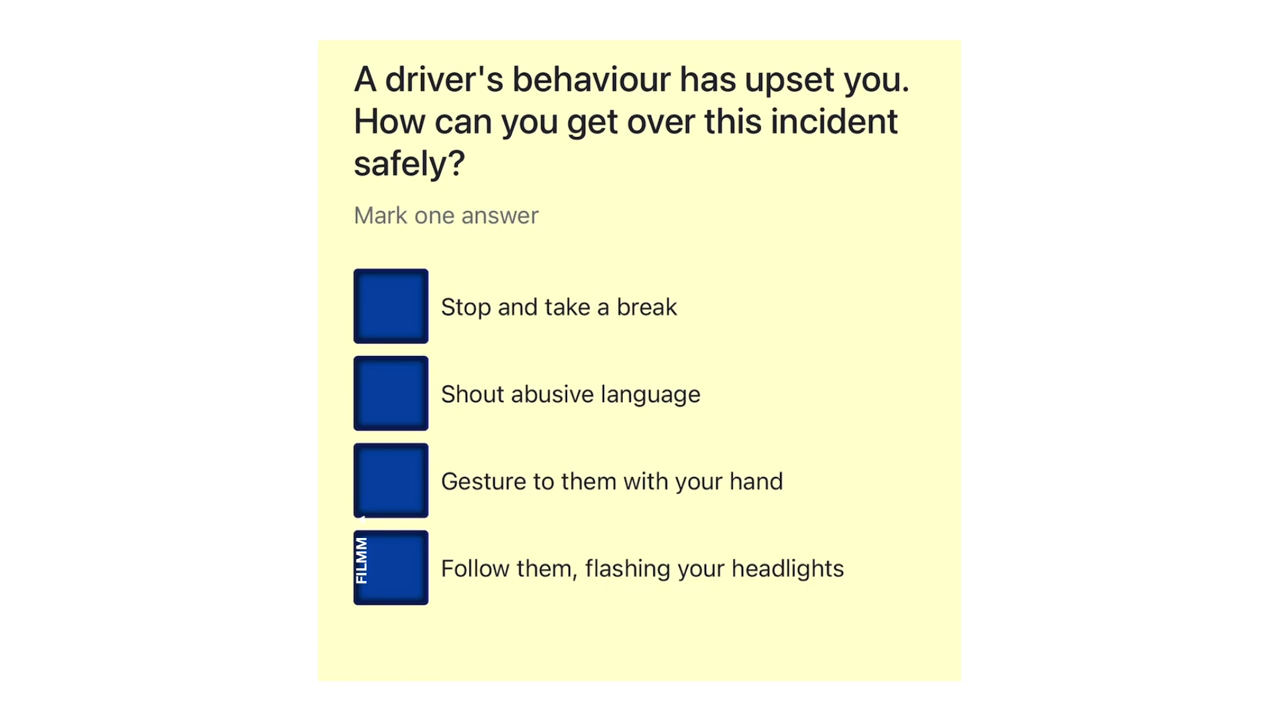 A driver's behaviour has upset you.
How can you get over this incident
safely?
Mark one answer
Stop and take a break
Shout abusive language
Gesture to them with your hand
Follow them, flashing your headlights
FILMM